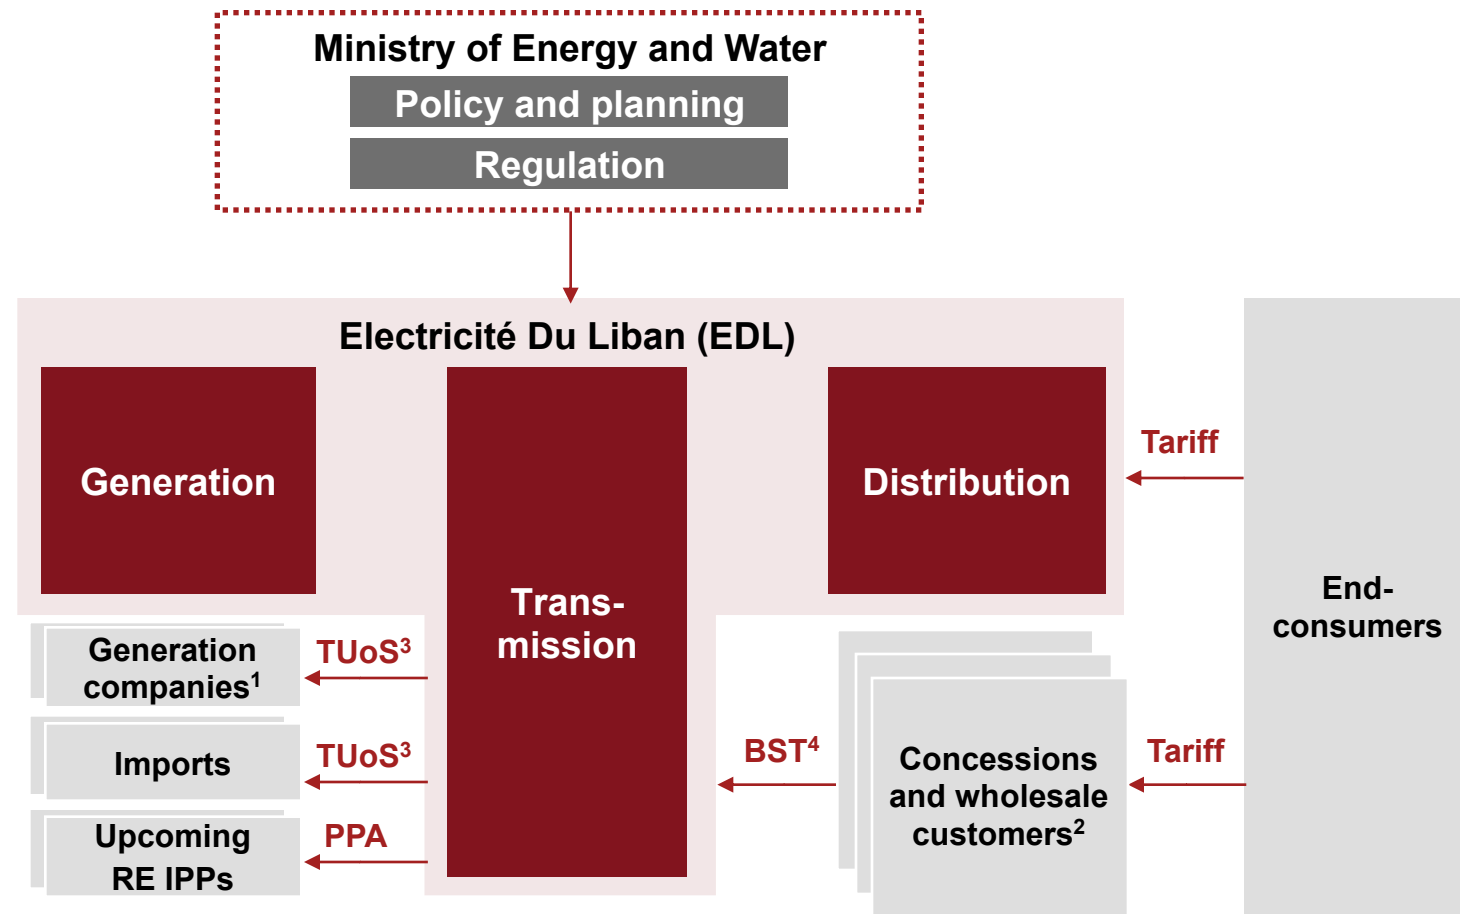 Ministry of Energy and Water
Policy and planning
Regulation
Electricité Du Liban (EDL)
Generation
Trans-
mission
Distribution
Tariff
End-
consumers
Generation
companies¹
TUoS³
Imports
TUoS³
Upcoming
RE IPPs
PPA
BST⁴
Concessions
and wholesale
customers²
Tariff